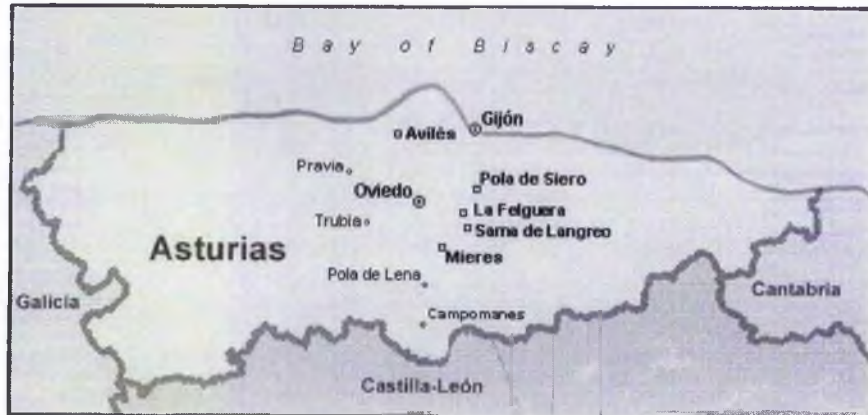 Bay of Biscay
Gijón
Avilés
Pravia
Pola de Siero
Oviedo
La Felguera
Trubia
Sama de Langreo
Asturias
Mieres
Pola de Lena
Galicia
Cantabria
Campomanes
Castilla-León